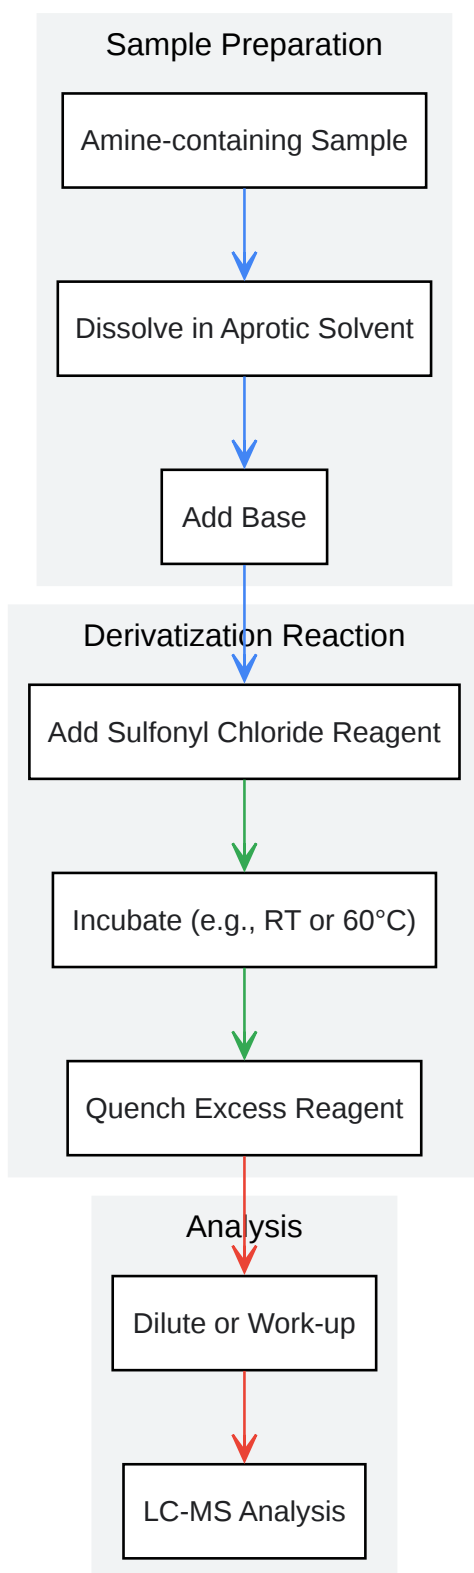 Sample Preparation
Amine-containing Sample
Dissolve in Aprotic Solvent
Add Base
Derivatization Reaction
Add Sulfonyl Chloride Reagent
Incubate (e.g., RT or 60°C)
Quench Excess Reagent
Analysis
Dilute or Work-up
LC-MS Analysis